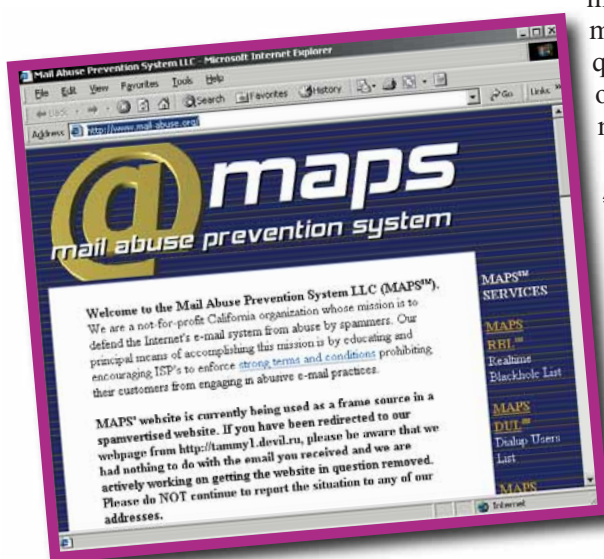 Mail Abuse Prevention System LLC - Microsoft Internet Explorer
File Edit View Favorites Tools Help
Search Favorites History Go Links »
Address http://www.mail-abuse.org/
@ maps
mail abuse prevention system
Welcome to the Mail Abuse Prevention System LLC (MAPS℠).
We are a not-for-profit California organization whose mission is to
defend the Internet's e-mail system from abuse by spammers. Our
principal means of accomplishing this mission is by educating and
encouraging ISP's to enforce strong terms and conditions prohibiting
their customers from engaging in abusive e-mail practices.
MAPS' website is currently being used as a frame source in a
spamvertised website. If you have been redirected to our
webpage from http://tammy1.devil.ru, please be aware that we
had nothing to do with the email you received and we are
actively working on getting the website in question removed.
Please do NOT continue to report the situation to any of our
addresses.
MAPS℠
SERVICES
MAPS
RBL℠
Realtime
Blackhole List
MAPS
DUL℠
Dialup Users
List
MAPS
Internet